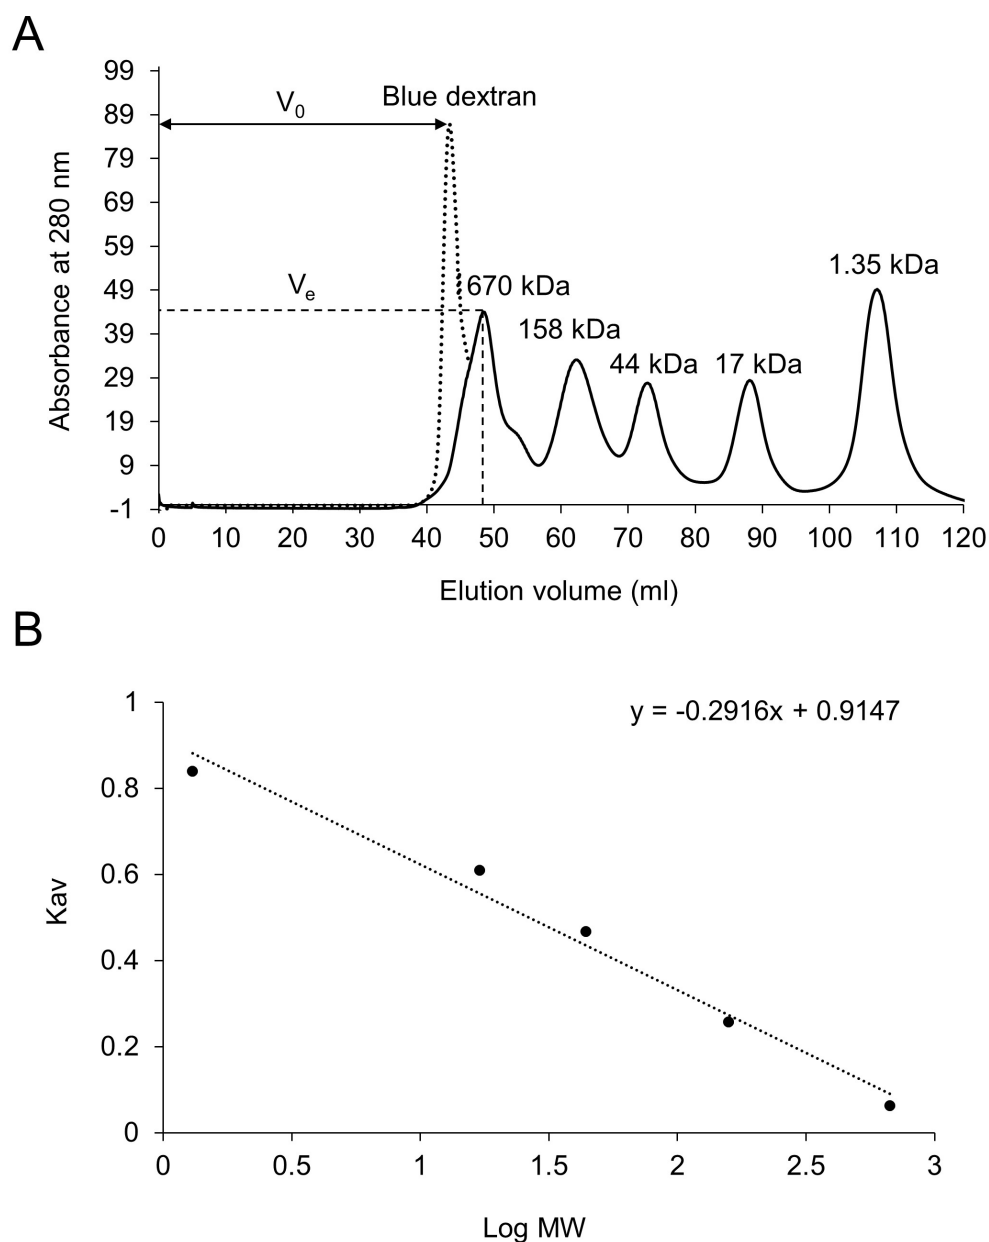 A
99
89
79
69
59
49
39
29
19
9
-1
Absorbance at 280 nm
V0
Blue dextran
Ve
670 kDa
158 kDa
44 kDa
17 kDa
1.35 kDa
0 10 20 30 40 50 60 70 80 90 100 110 120
Elution volume (ml)
B
y = -0.2916x + 0.9147
1
0.8
0.6
0.4
0.2
0
Kav
0 0.5 1 1.5 2 2.5 3
Log MW